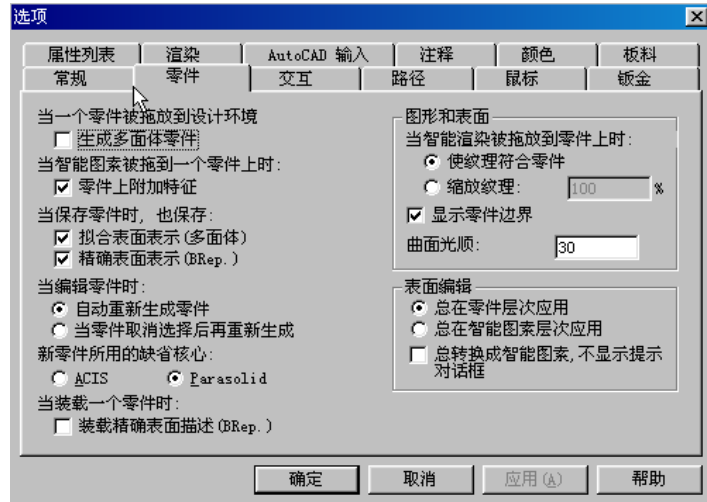 选项
属性列表 渲染 AutoCAD 输入 注释 颜色 板料
常规 零件 交互 路径 鼠标 钣金
当一个零件被拖放到设计环境
生成多面体零件
当智能图素被拖到一个零件上时:
零件上附加特征
当保存零件时, 也保存:
拟合表面表示(多面体)
精确表面表示(BRep.)
当编辑零件时:
自动重新生成零件
当零件取消选择后再重新生成
新零件所用的缺省核心:
ACIS Parasolid
当装载一个零件时:
装载精确表面描述(BRep.)
图形和表面
当智能渲染被拖放到零件上时:
使纹理符合零件
缩放纹理: 100 %
显示零件边界
曲面光顺: 30
表面编辑
总在零件层次应用
总在智能图素层次应用
总转换成智能图素,不显示提示
对话框
确定 取消 应用(A) 帮助